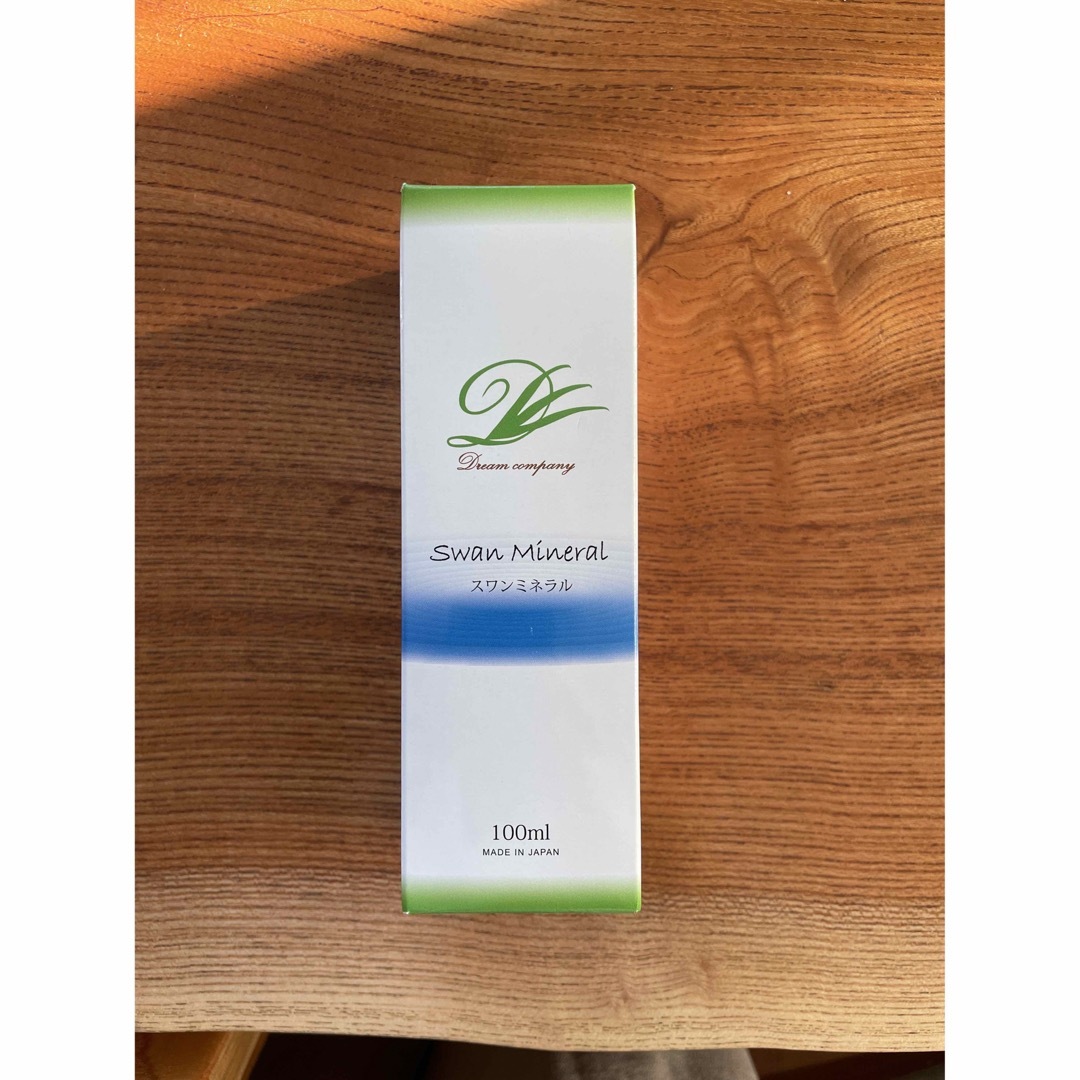 Dream company
Swan Mineral
スワンミネラル
100ml
MADE IN JAPAN